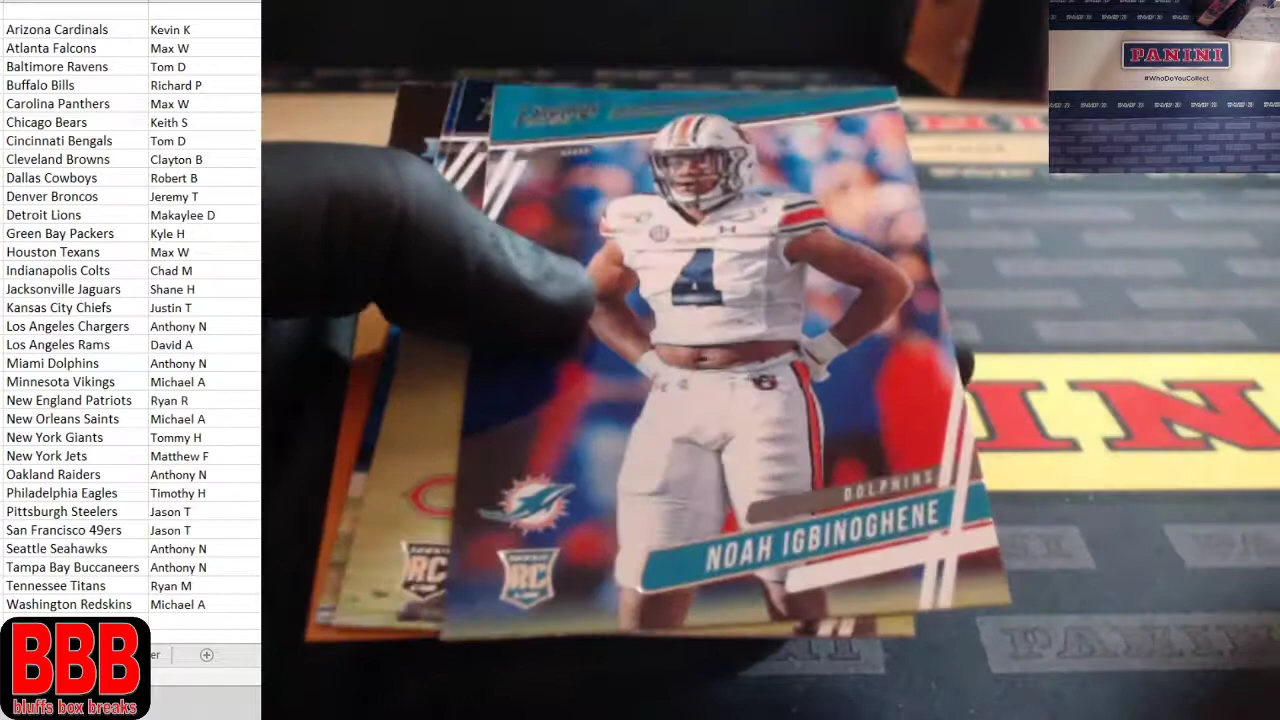 Arizona Cardinals Kevin K
Atlanta Falcons Max W
Baltimore Ravens Tom D
Buffalo Bills Richard P
Carolina Panthers Max W
Chicago Bears Keith S
Cincinnati Bengals Tom D
Cleveland Browns Clayton B
Dallas Cowboys Robert B
Denver Broncos Jeremy T
Detroit Lions Makaylee D
Green Bay Packers Kyle H
Houston Texans Max W
Indianapolis Colts Chad M
Jacksonville Jaguars Shane H
Kansas City Chiefs Justin T
Los Angeles Chargers Anthony N
Los Angeles Rams David A
Miami Dolphins Anthony N
Minnesota Vikings Michael A
New England Patriots Ryan R
New Orleans Saints Michael A
New York Giants Tommy H
New York Jets Matthew F
Oakland Raiders Anthony N
Philadelphia Eagles Timothy H
Pittsburgh Steelers Jason T
San Francisco 49ers Jason T
Seattle Seahawks Anthony N
Tampa Bay Buccaneers Anthony N
Tennessee Titans Ryan M
Washington Redskins Michael A
er
BBB
bluffs box breaks
4
DOLPHINS
NOAH IGBINOGHENE
RC
RC
PANINI
#WhoDoYouCollect
IN
PANINI